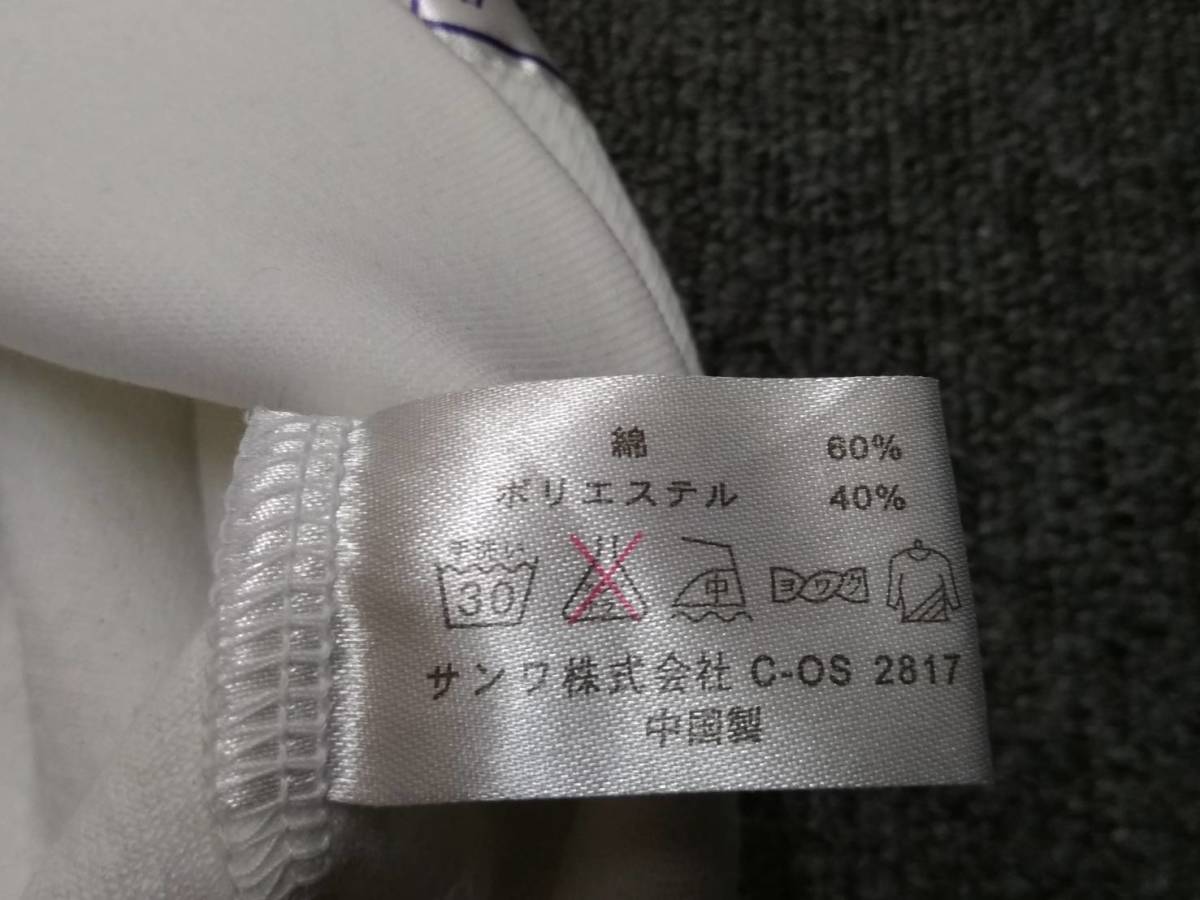 綿 60%
ポリエステル 40%
手洗い
30
中
ヨワク
サンワ株式会社 C-OS 2817
中国製